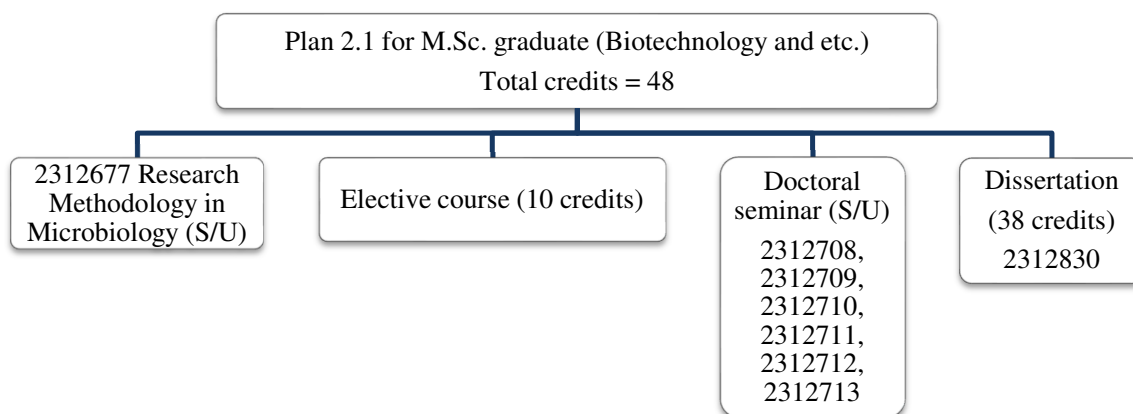 Plan 2.1 for M.Sc. graduate (Biotechnology and etc.)
Total credits = 48
2312677 Research
Methodology in
Microbiology (S/U)
Elective course (10 credits)
Doctoral
seminar (S/U)
2312708,
2312709,
2312710,
2312711,
2312712,
2312713
Dissertation
(38 credits)
2312830